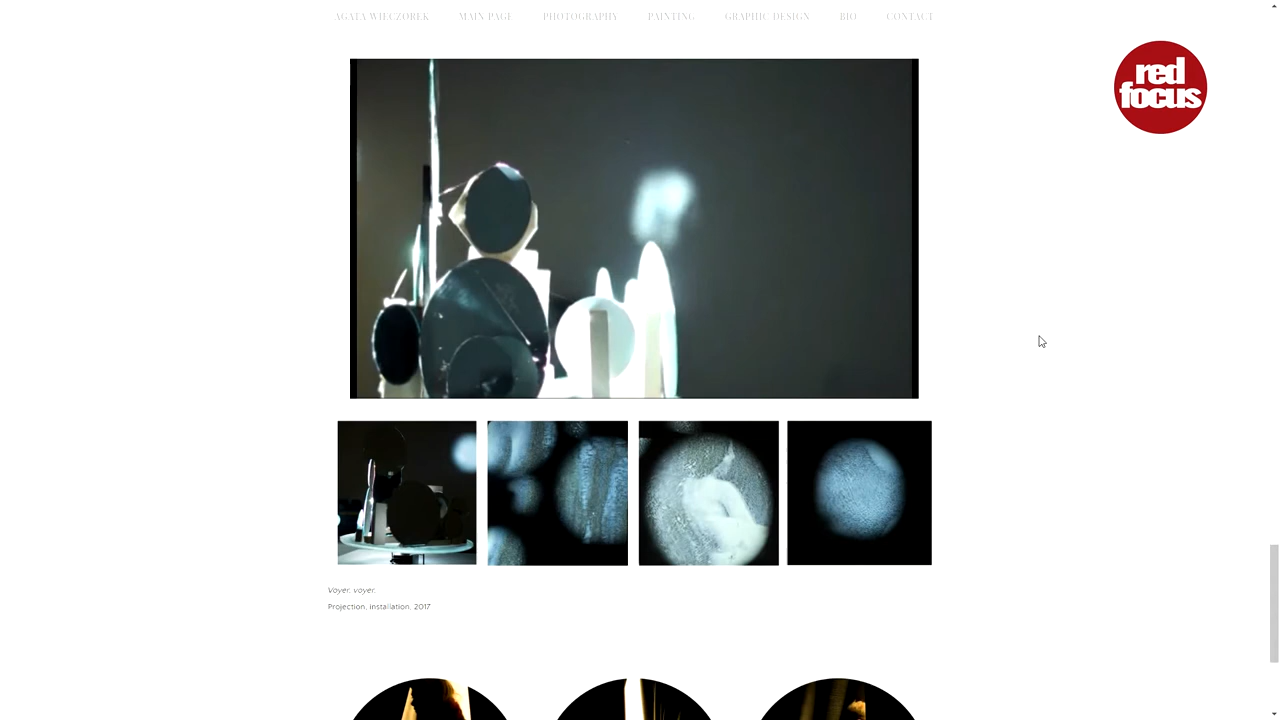 AGATA WIECZOREK MAIN PAGE PHOTOGRAPHY PAINTING GRAPHIC DESIGN BIO CONTACT
red
focus
Voyer, voyer.
Projection, installation, 2017